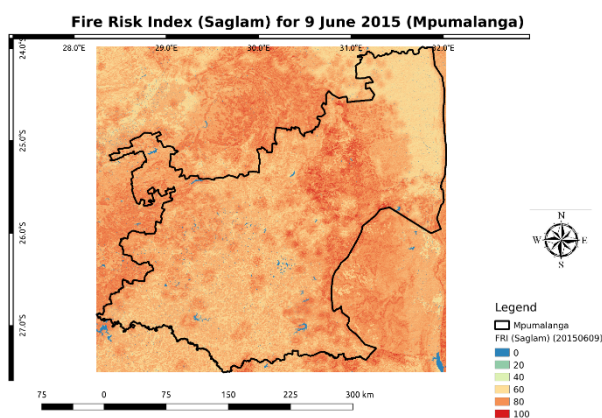 Fire Risk Index (Saglam) for 9 June 2015 (Mpumalanga)
28.0°E 29.0°E 30.0°E 31.0°E 32.0°E
24.0°S
25.0°S
26.0°S
27.0°S
N
W E
S
Legend
Mpumalanga
FRI (Saglam) (20150609)
0
20
40
60
80
100
75 0 75 150 225 300 km